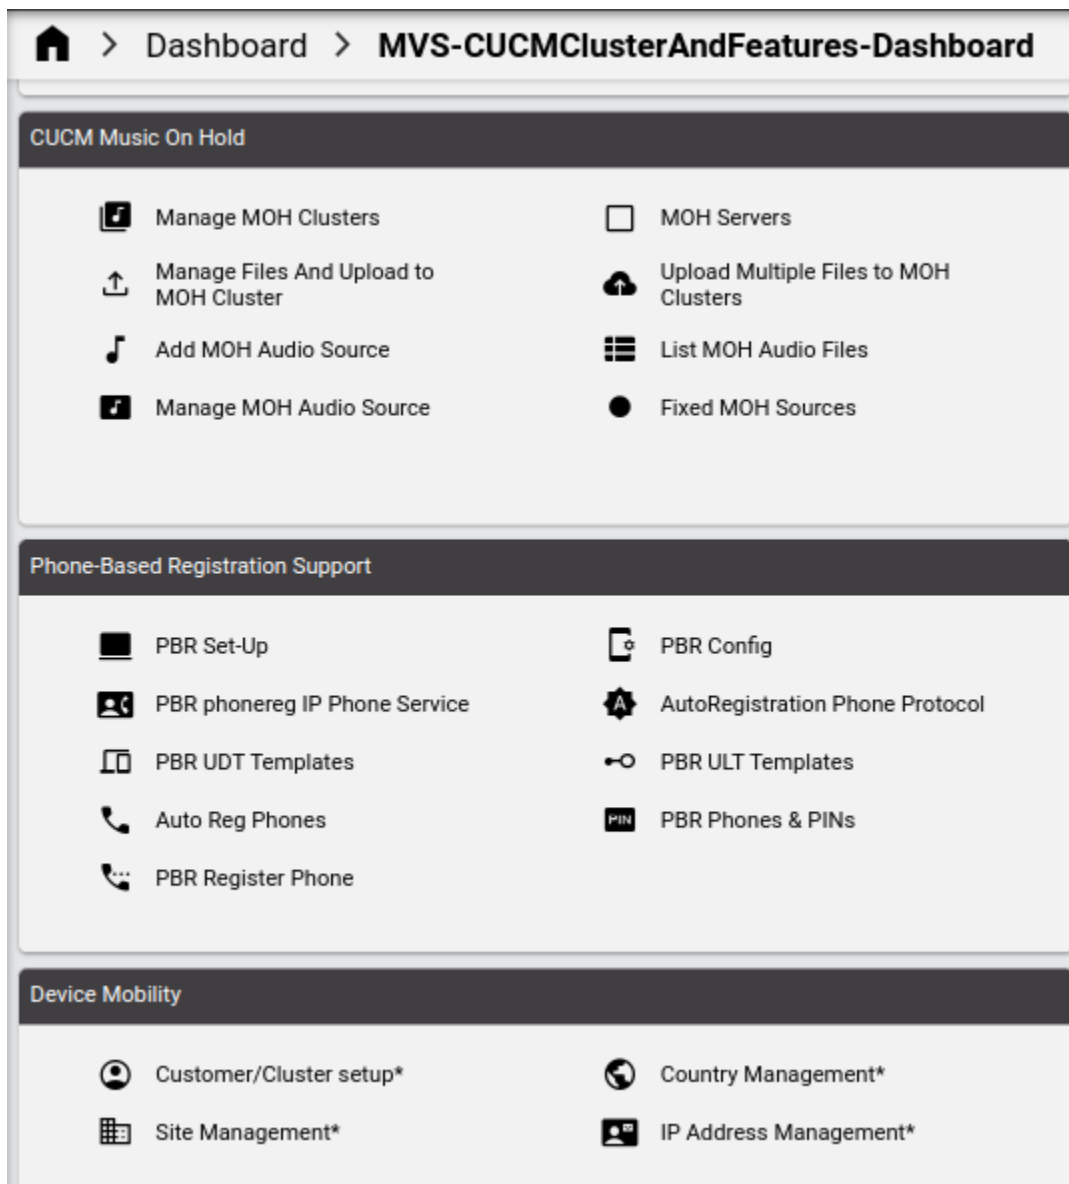 Dashboard > MVS-CUCMClusterAndFeatures-Dashboard
CUCM Music On Hold
Manage MOH Clusters
MOH Servers
Manage Files And Upload to
MOH Cluster
Upload Multiple Files to MOH
Clusters
Add MOH Audio Source
List MOH Audio Files
Manage MOH Audio Source
Fixed MOH Sources
Phone-Based Registration Support
PBR Set-Up
PBR Config
PBR phonereg IP Phone Service
A
AutoRegistration Phone Protocol
PBR UDT Templates
PBR ULT Templates
Auto Reg Phones
PIN
PBR Phones & PINs
PBR Register Phone
Device Mobility
Customer/Cluster setup*
Country Management*
Site Management*
IP Address Management*